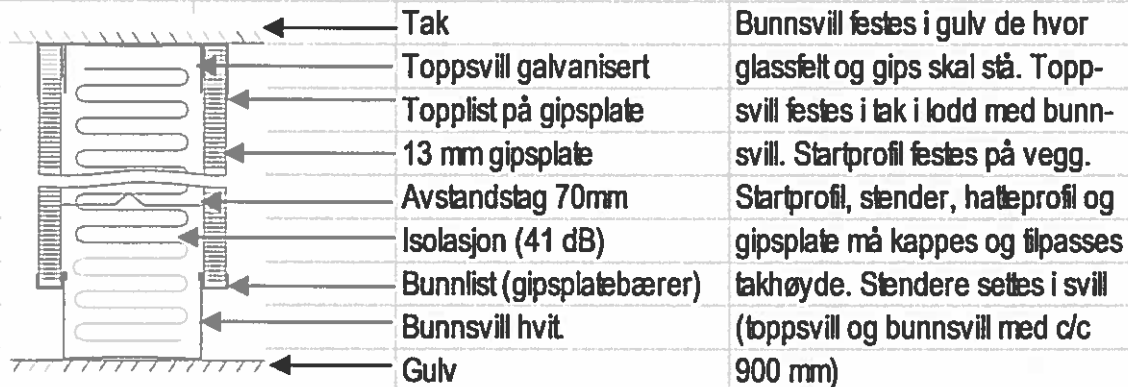 Tak
Toppsvill galvanisert
Topplist på gipsplate
13 mm gipsplate
Avstandstag 70mm
Isolasjon (41 dB)
Bunnlist (gipsplatebærer)
Bunnsvill hvit.
Gulv
Bunnsvill festes i gulv de hvor
glassfelt og gips skal stå. Topp-
svill festes i tak i lodd med bunn-
svill. Startprofil festes på vegg.
Startprofil, stender, hatteprofil og
gipsplate må kappes og tilpasses
takhøyde. Stendere settes i svill
(toppsvill og bunnsvill med c/c
900 mm)